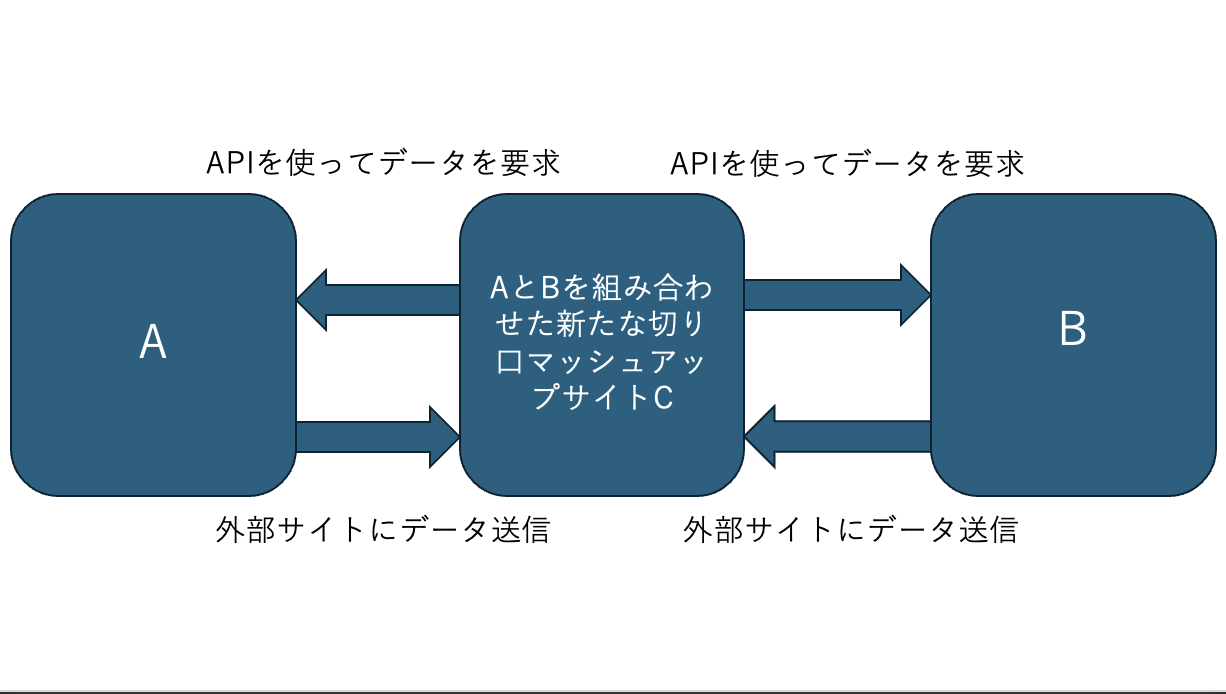 APIを使ってデータを要求
APIを使ってデータを要求
A
AとBを組み合わ
せた新たな切り
口マッシュアッ
プサイトC
B
外部サイトにデータ送信
外部サイトにデータ送信